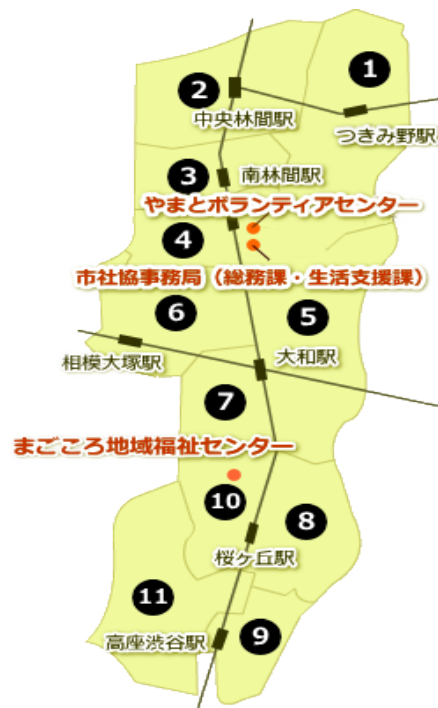 1
2
中央林間駅
つきみ野駅
3
南林間駅
やまとボランティアセンター
4
市社協事務局（総務課・生活支援課）
6
5
相模大塚駅
大和駅
7
まごころ地域福祉センター
10
8
桜ヶ丘駅
11
9
高座渋谷駅